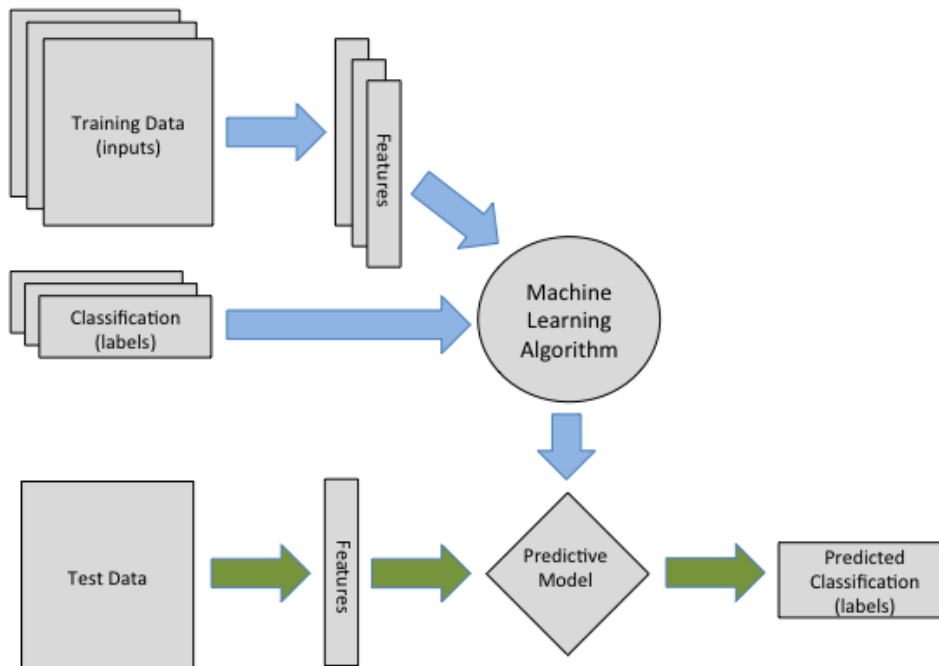 Training Data
(inputs)
Features
Classification
(labels)
Machine
Learning
Algorithm
Test Data
Features
Predictive
Model
Predicted
Classification
(labels)